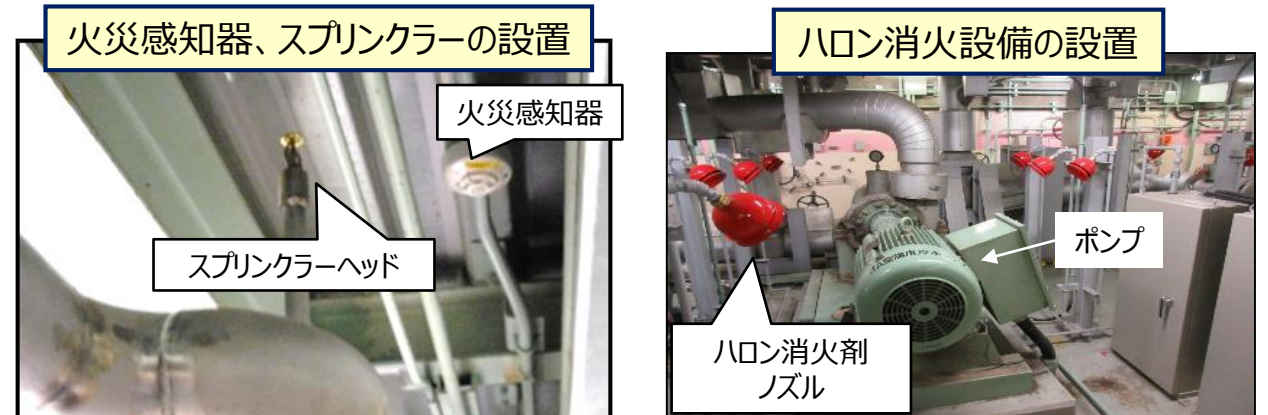 火災感知器、スプリンクラーの設置
火災感知器
スプリンクラーヘッド
ハロン消火設備の設置
ポンプ
ハロン消火剤
ノズル